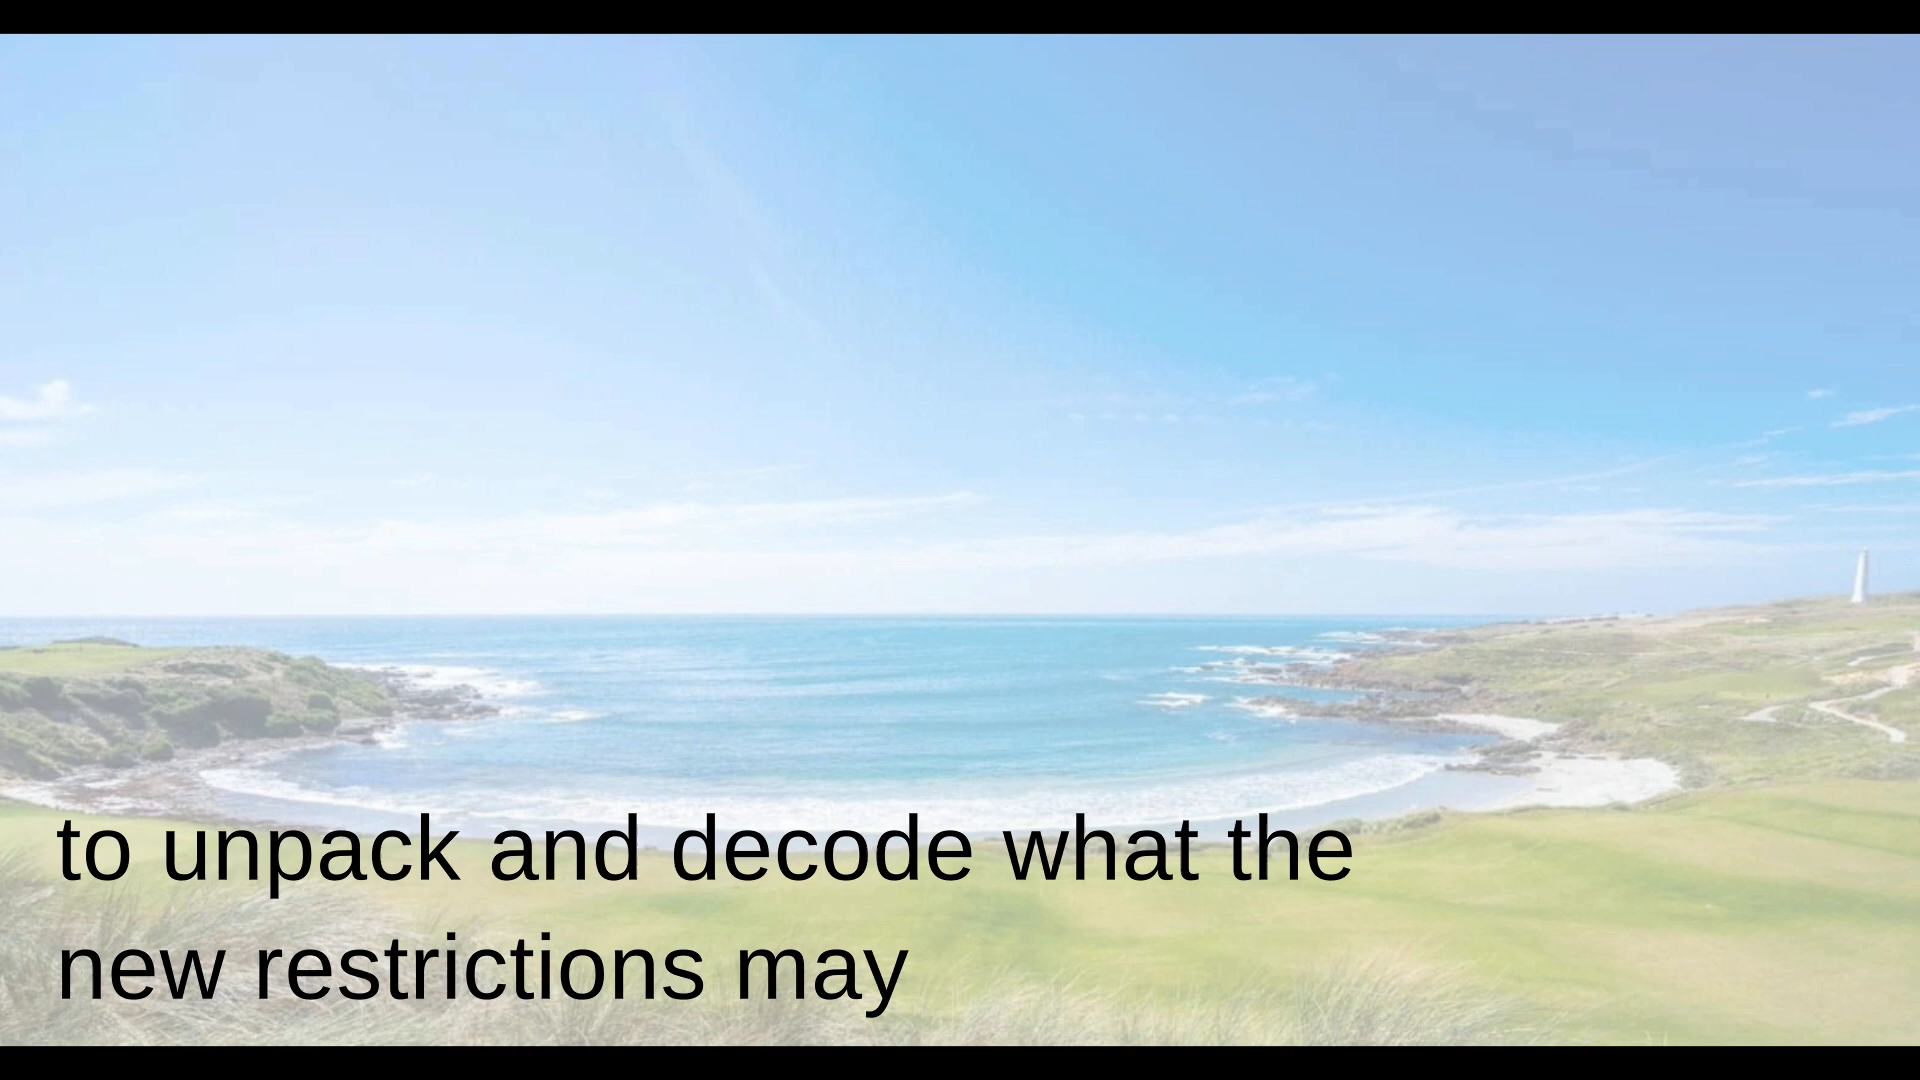 to unpack and decode what the
new restrictions may